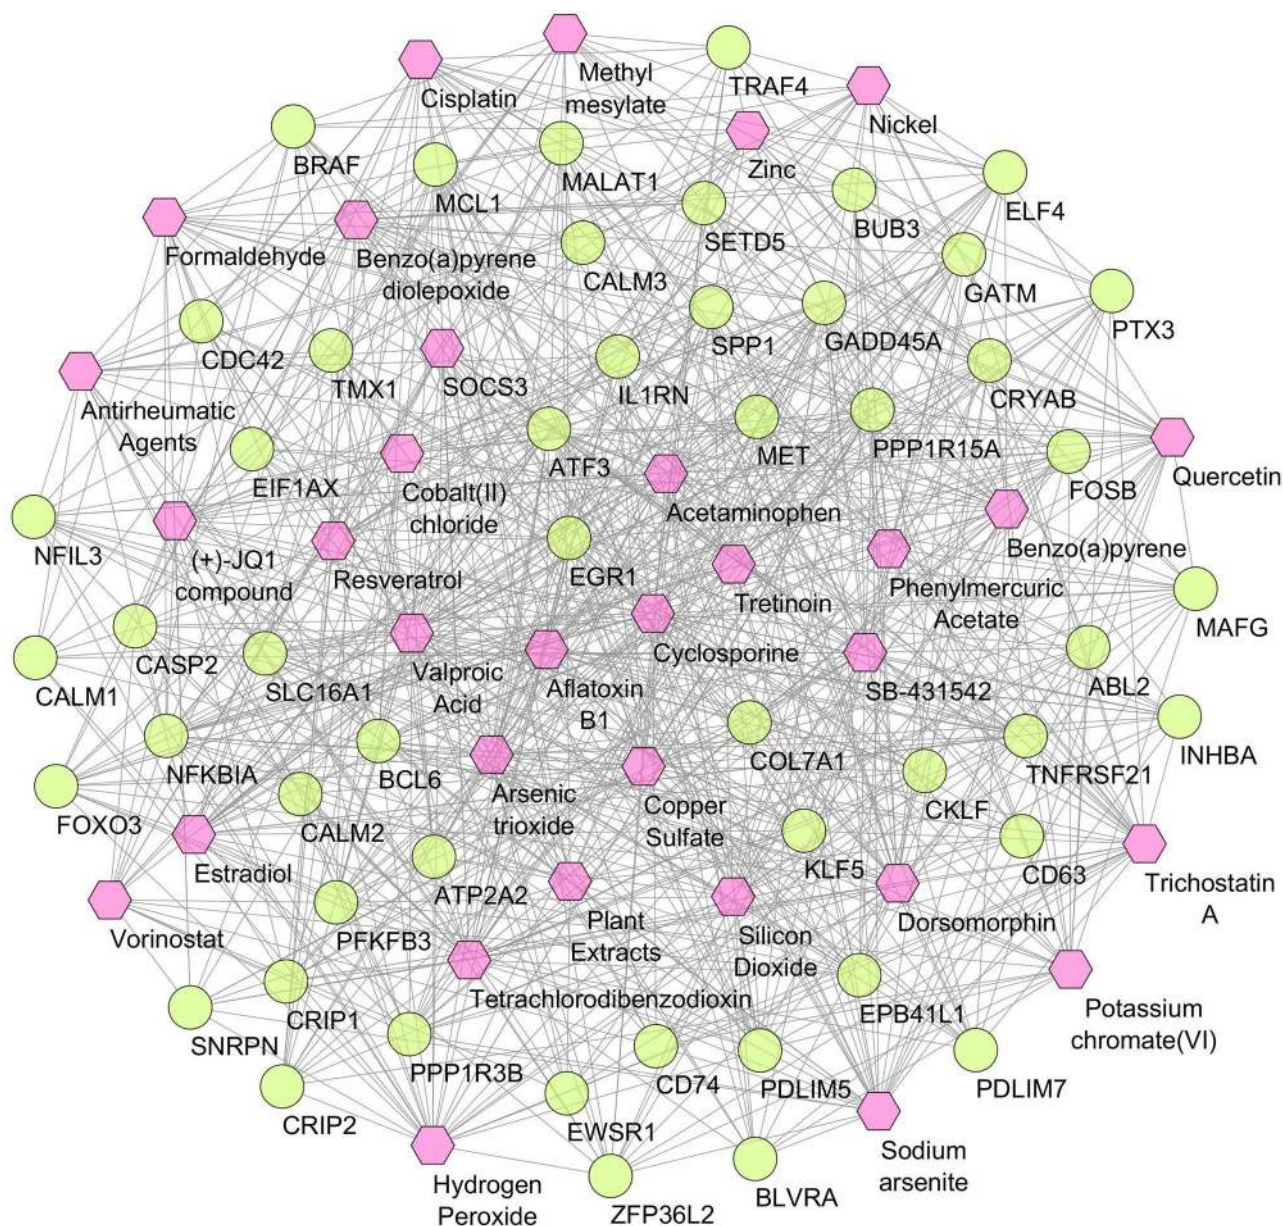 Methyl
mesylate
TRAF4
Cisplatin
Nickel
Zinc
BRAF
MCL1
MALAT1
ELF4
BUB3
SETD5
Formaldehyde
Benzo(a)pyrene
diolepoxide
CALM3
GATM
PTX3
CDC42
TMX1
SOCS3
IL1RN
SPP1
GADD45A
CRYAB
Antirheumatic
Agents
EIF1AX
ATF3
MET
PPP1R15A
FOSB
Quercetin
Cobalt(II)
chloride
Acetaminophen
NFIL3
(+)-JQ1
compound
Resveratrol
EGR1
Tretinoin
Phenylmercuric
Acetate
Benzo(a)pyrene
MAFG
CALM1
CASP2
SLC16A1
Valproic
Acid
Aflatoxin
B1
Cyclosporine
SB-431542
ABL2
INHBA
FOXO3
NFKBIA
BCL6
Arsenic
trioxide
Copper
Sulfate
COL7A1
CKLF
TNFRSF21
Estradiol
CALM2
ATP2A2
KLF5
CD63
Trichostatin
A
Vorinostat
PFKFB3
Plant
Extracts
Silicon
Dioxide
Dorsomorphin
SNRPN
CRIP1
Tetrachlorodibenzodioxin
EPB41L1
Potassium
chromate(VI)
CRIP2
PPP1R3B
CD74
PDLIM5
PDLIM7
EWSR1
Hydrogen
Peroxide
ZFP36L2
BLVRA
Sodium
arsenite